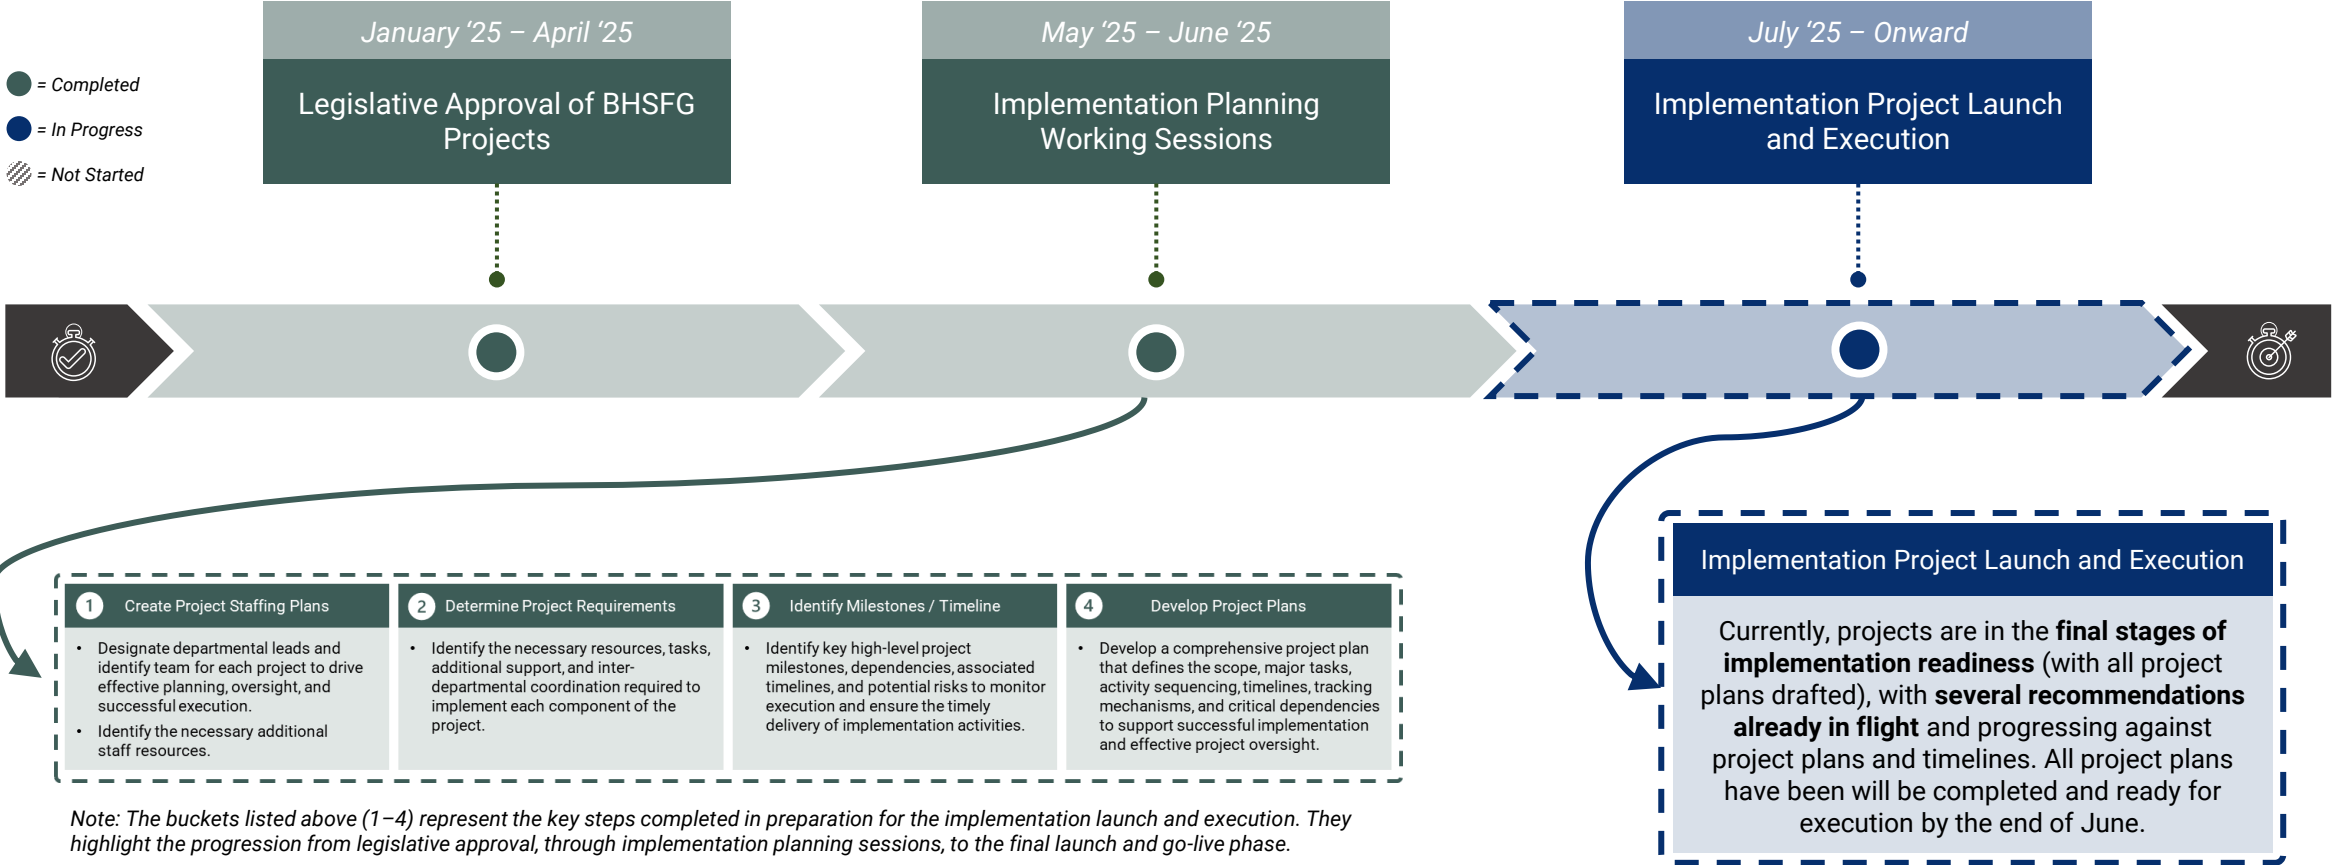 January ‘25 – April ‘25
Legislative Approval of BHSFG
Projects
May ‘25 – June ‘25
Implementation Planning
Working Sessions
July ‘25 – Onward
Implementation Project Launch
and Execution
= Completed
= In Progress
= Not Started
1 Create Project Staffing Plans
• Designate departmental leads and
identify team for each project to drive
effective planning, oversight, and
successful execution.
• Identify the necessary additional
staff resources.
2 Determine Project Requirements
• Identify the necessary resources, tasks,
additional support, and inter-
departmental coordination required to
implement each component of the
project.
3 Identify Milestones / Timeline
• Identify key high-level project
milestones, dependencies, associated
timelines, and potential risks to monitor
execution and ensure the timely
delivery of implementation activities.
4 Develop Project Plans
• Develop a comprehensive project plan
that defines the scope, major tasks,
activity sequencing, timelines, tracking
mechanisms, and critical dependencies
to support successful implementation
and effective project oversight.
Note: The buckets listed above (1–4) represent the key steps completed in preparation for the implementation launch and execution. They
highlight the progression from legislative approval, through implementation planning sessions, to the final launch and go-live phase.
Implementation Project Launch and Execution
Currently, projects are in the final stages of
implementation readiness (with all project
plans drafted), with several recommendations
already in flight and progressing against
project plans and timelines. All project plans
have been will be completed and ready for
execution by the end of June.